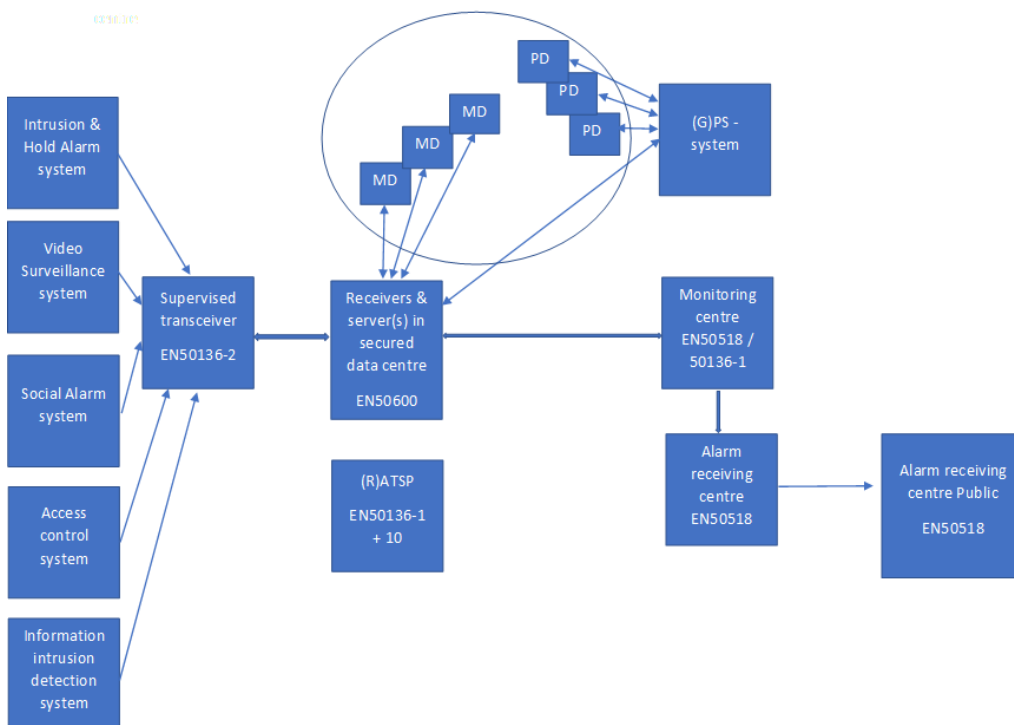 Intrusion &
Hold Alarm
system
Video
Surveillance
system
Social Alarm
system
Access
control
system
Information
intrusion
detection
system
Supervised
transceiver
EN50136-2
MD
MD
MD
PD
PD
PD
(G)PS -
system
Receivers &
server(s) in
secured
data centre
EN50600
(R)ATSP
EN50136-1
+ 10
Monitoring
centre
EN50518 /
50136-1
Alarm
receiving
centre
EN50518
Alarm receiving
centre Public
EN50518